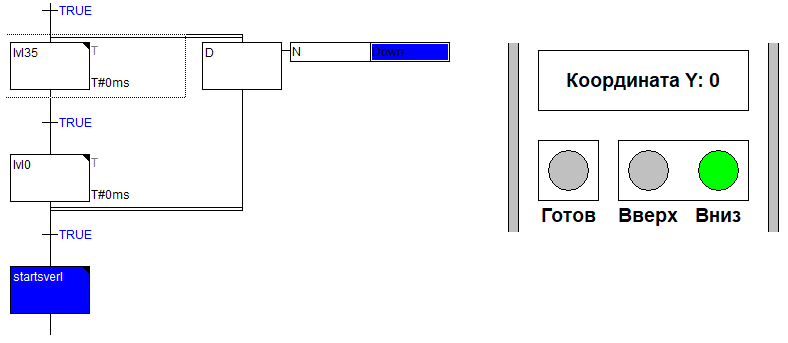 TRUE
lvl35
T
T#0ms
D
N
Down
TRUE
lvl0
T
T#0ms
TRUE
startsverl
Координата Y: 0
Готов
Вверх
Вниз